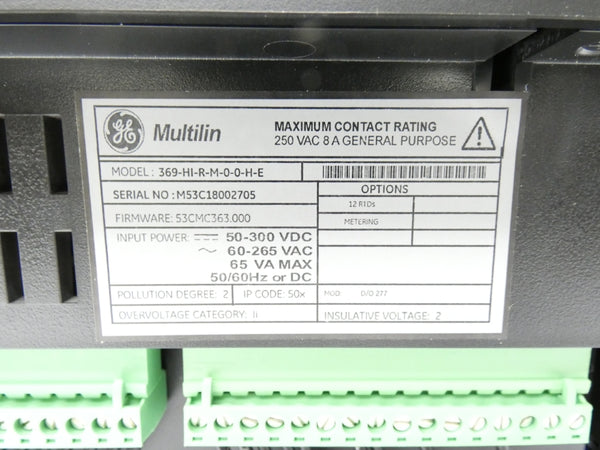 GE Multilin
MAXIMUM CONTACT RATING
250 VAC 8 A GENERAL PURPOSE
MODEL: 369-HI-R-M-0-0-H-E
SERIAL NO: M53C18002705
OPTIONS
12 RTDs
METERING
FIRMWARE: 53CMC363.000
INPUT POWER: 50-300 VDC
~ 60-265 VAC
65 VA MAX
50/60Hz or DC
POLLUTION DEGREE: 2 IP CODE: 50x
MOD: D/O 277
OVERVOLTAGE CATEGORY: II
INSULATIVE VOLTAGE: 2